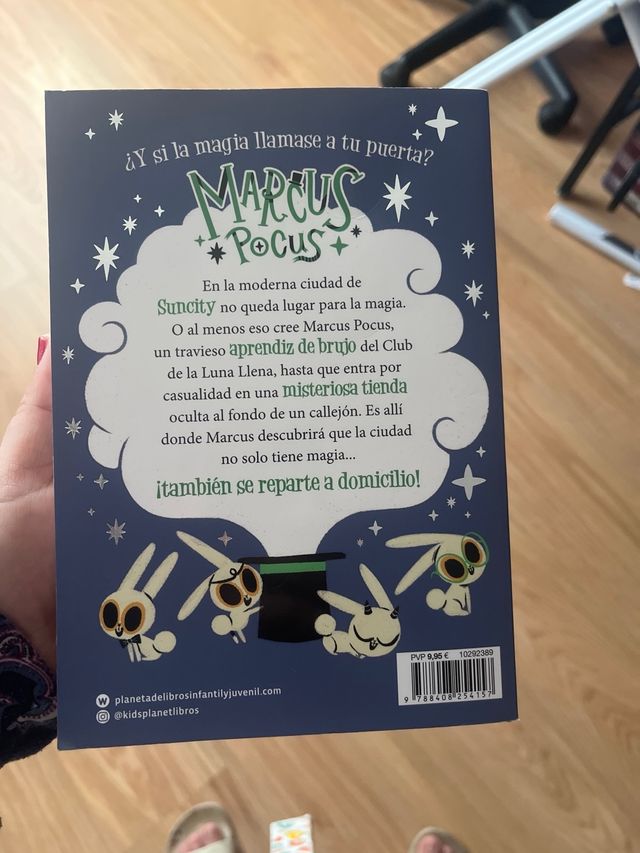 ¿Y si la magia llamase a tu puerta?
MARCUS
POCUS
En la moderna ciudad de
Suncity no queda lugar para la magia.
O al menos eso cree Marcus Pocus,
un travieso aprendiz de brujo del Club
de la Luna Llena, hasta que entra por
casualidad en una misteriosa tienda
oculta al fondo de un callejón. Es allí
donde Marcus descubrirá que la ciudad
no solo tiene magia...
¡también se reparte a domicilio!
PVP 9,95 € 10292389
9 788408 254157
planetadelibrosinfantilyjuvenil.com
@kidsplanetlibros